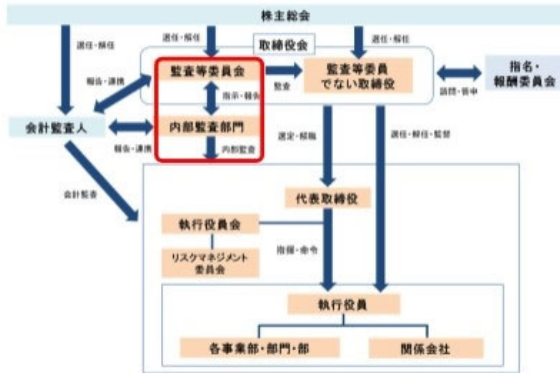 株主総会
選任・解任
選任・解任
取締役会
選任・解任
監査等委員会
監査
監査等委員
でない取締役
指名・
報酬委員会
諮問・答申
報告・連携
指示・報告
会計監査人
内部監査部門
報告・連携
内部監査
選定・解職
選任・解任・監督
会計監査
代表取締役
執行役員会
リスクマネジメント
委員会
指揮・命令
執行役員
各事業部・部門・部
関係会社